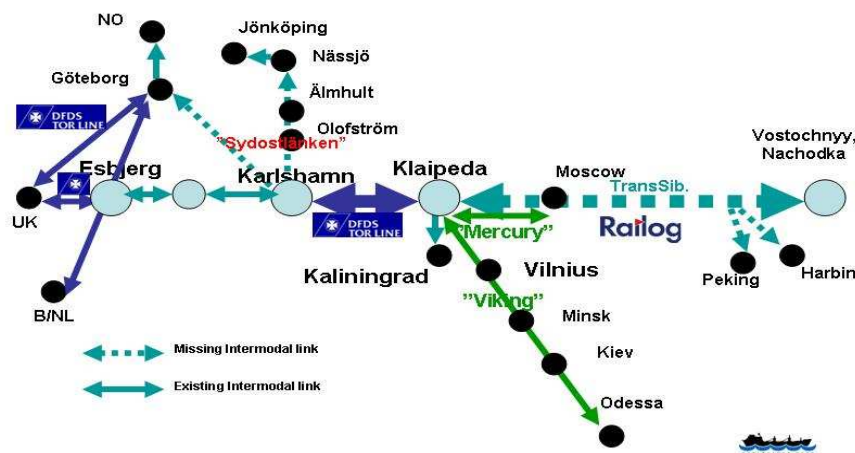 NO
Jönköping
Nässjö
Göteborg
Älmhult
DFDS
TOR LINE
Olofström
"Sydostlänken"
Vostochnyy,
Nachodka
Esbjerg
Karlshamn
Klaipeda
Moscow
TransSib.
UK
DFDS
TOR LINE
"Mercury"
Railog
Kaliningrad
Vilnius
Peking
Harbin
B/NL
"Viking"
Minsk
Missing Intermodal link
Kiev
Existing Intermodal link
Odessa